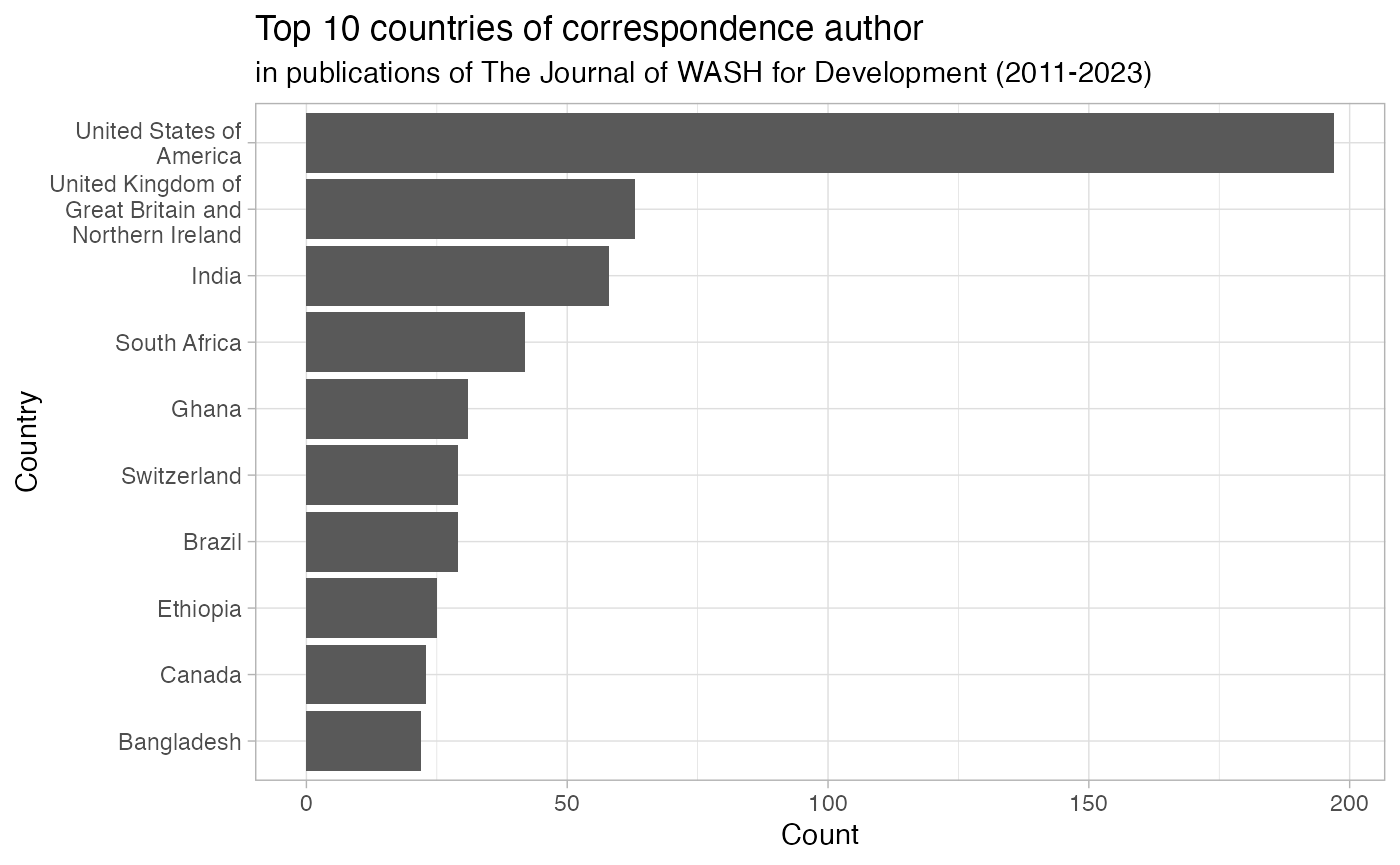 Top 10 countries of correspondence author
in publications of The Journal of WASH for Development (2011-2023)
United States of
America
United Kingdom of
Great Britain and
Northern Ireland
India
South Africa
Ghana
Switzerland
Brazil
Ethiopia
Canada
Bangladesh
Country
0
50
100
150
200
Count